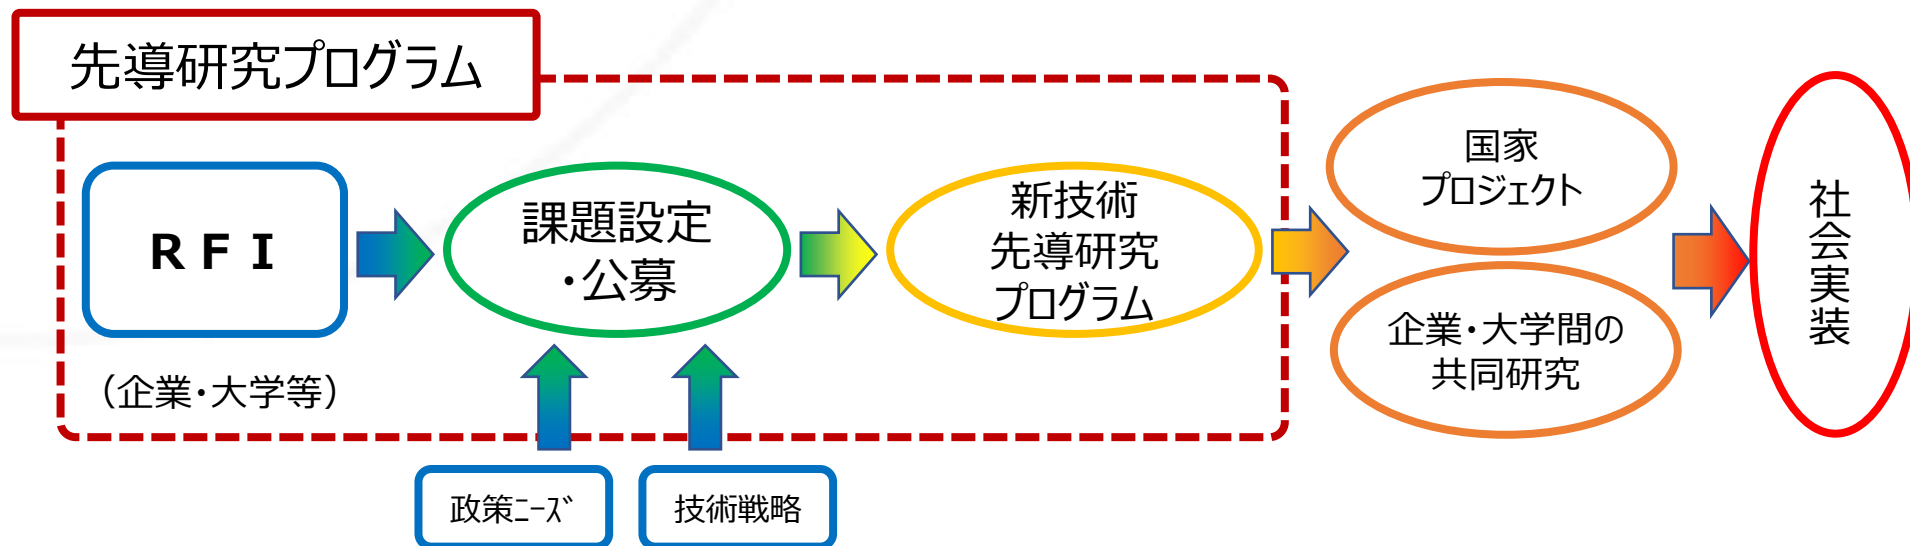 先導研究プログラム
ＲＦＩ
（企業・大学等）
課題設定
・公募
政策ﾆｰｽﾞ
技術戦略
新技術
先導研究
プログラム
国家
プロジェクト
企業・大学間の
共同研究
社会実装